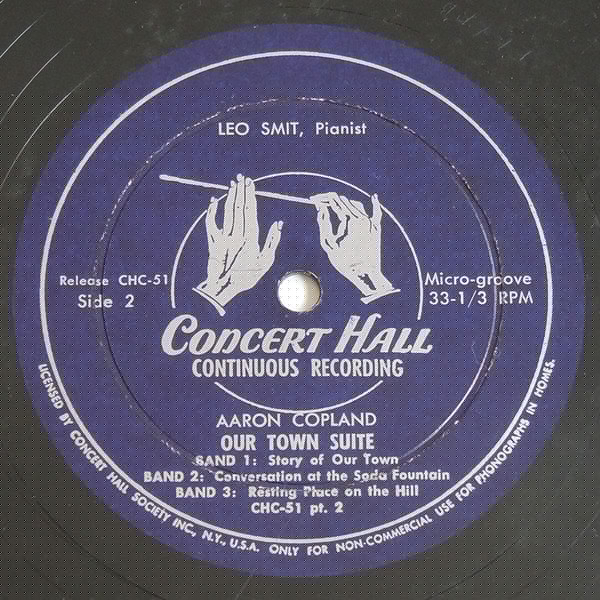 LEO SMIT, Pianist
Release CHC-51
Side 2
Micro-groove
33-1/3 RPM
CONCERT HALL
CONTINUOUS RECORDING
AARON COPLAND
OUR TOWN SUITE
BAND 1: Story of Our Town
BAND 2: Conversation at the Soda Fountain
BAND 3: Resting Place on the Hill
CHC-51 pt. 2
LICENSED BY CONCERT HALL SOCIETY INC., N.Y., U.S.A. ONLY FOR NON-COMMERCIAL USE FOR PHONOGRAPHS IN HOMES.